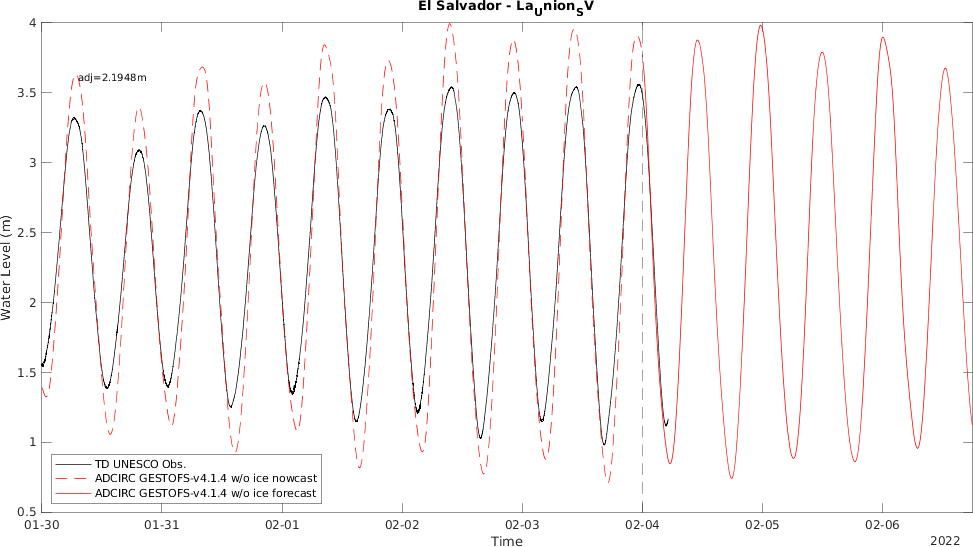 El Salvador - LaUnionSV
adj=2.1948m
4
3.5
3
2.5
2
1.5
1
0.5
Water Level (m)
TD UNESCO Obs.
ADCIRC GESTOFS-v4.1.4 w/o ice nowcast
ADCIRC GESTOFS-v4.1.4 w/o ice forecast
01-30 01-31 02-01 02-02 02-03 02-04 02-05 02-06
Time
2022